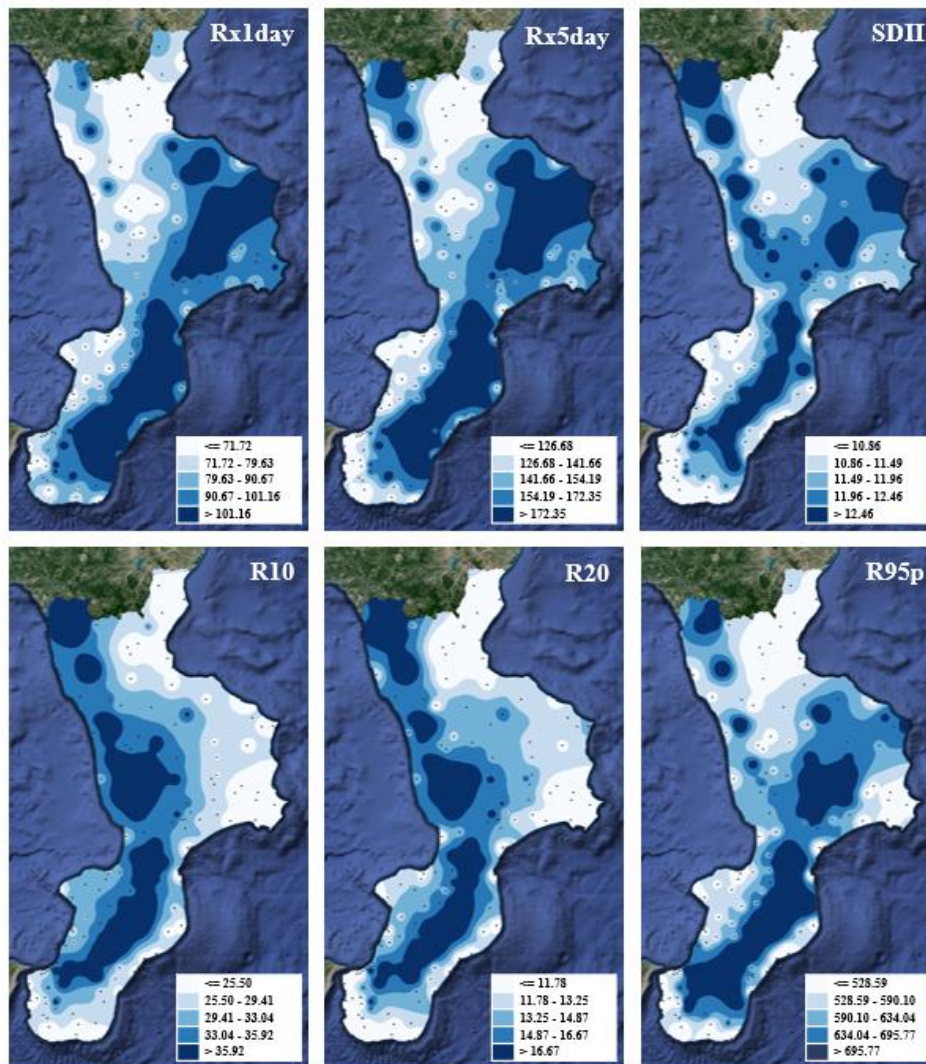 Rx1day
<= 71.72
71.72 - 79.63
79.63 - 90.67
90.67 - 101.16
> 101.16
Rx5day
<= 126.68
126.68 - 141.66
141.66 - 154.19
154.19 - 172.35
> 172.35
SDII
<= 10.86
10.86 - 11.49
11.49 - 11.96
11.96 - 12.46
> 12.46
R10
<= 25.50
25.50 - 29.41
29.41 - 33.04
33.04 - 35.92
> 35.92
R20
<= 11.78
11.78 - 13.25
13.25 - 14.87
14.87 - 16.67
> 16.67
R95p
<= 528.59
528.59 - 590.10
590.10 - 634.04
634.04 - 695.77
> 695.77